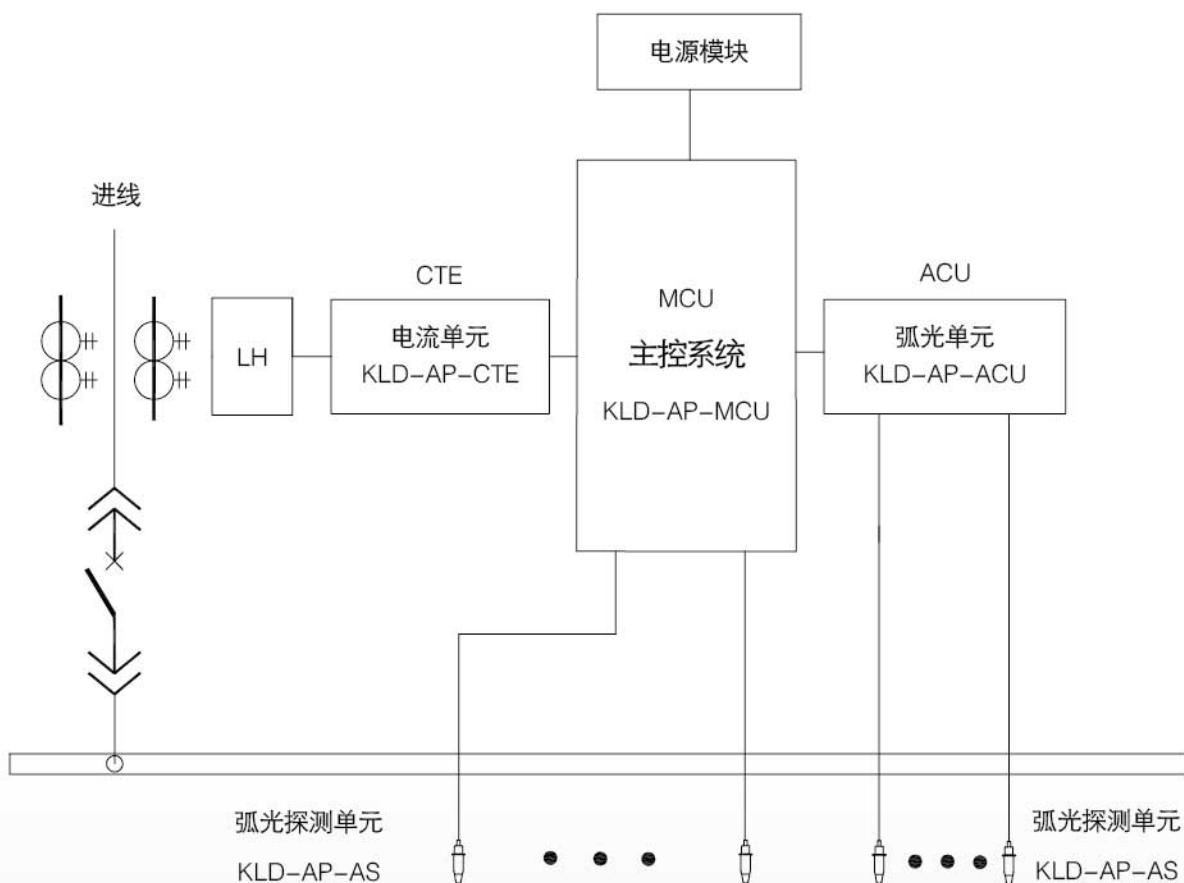 电源模块
进线
CTE
ACU
LH
电流单元
KLD-AP-CTE
MCU
主控系统
KLD-AP-MCU
弧光单元
KLD-AP-ACU
弧光探测单元
KLD-AP-AS
弧光探测单元
KLD-AP-AS